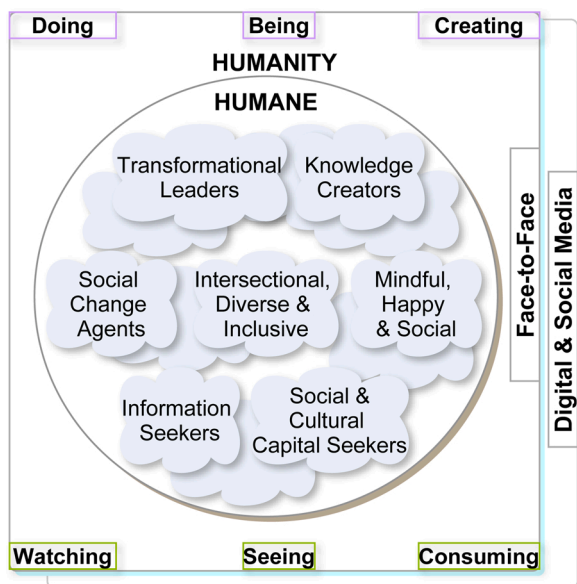 Doing Being Creating
HUMANITY
HUMANE
Transformational
Leaders
Knowledge
Creators
Social
Change
Agents
Intersectional,
Diverse &
Inclusive
Mindful,
Happy
& Social
Information
Seekers
Social &
Cultural
Capital Seekers
Face-to-Face
Digital & Social Media
Watching Seeing Consuming